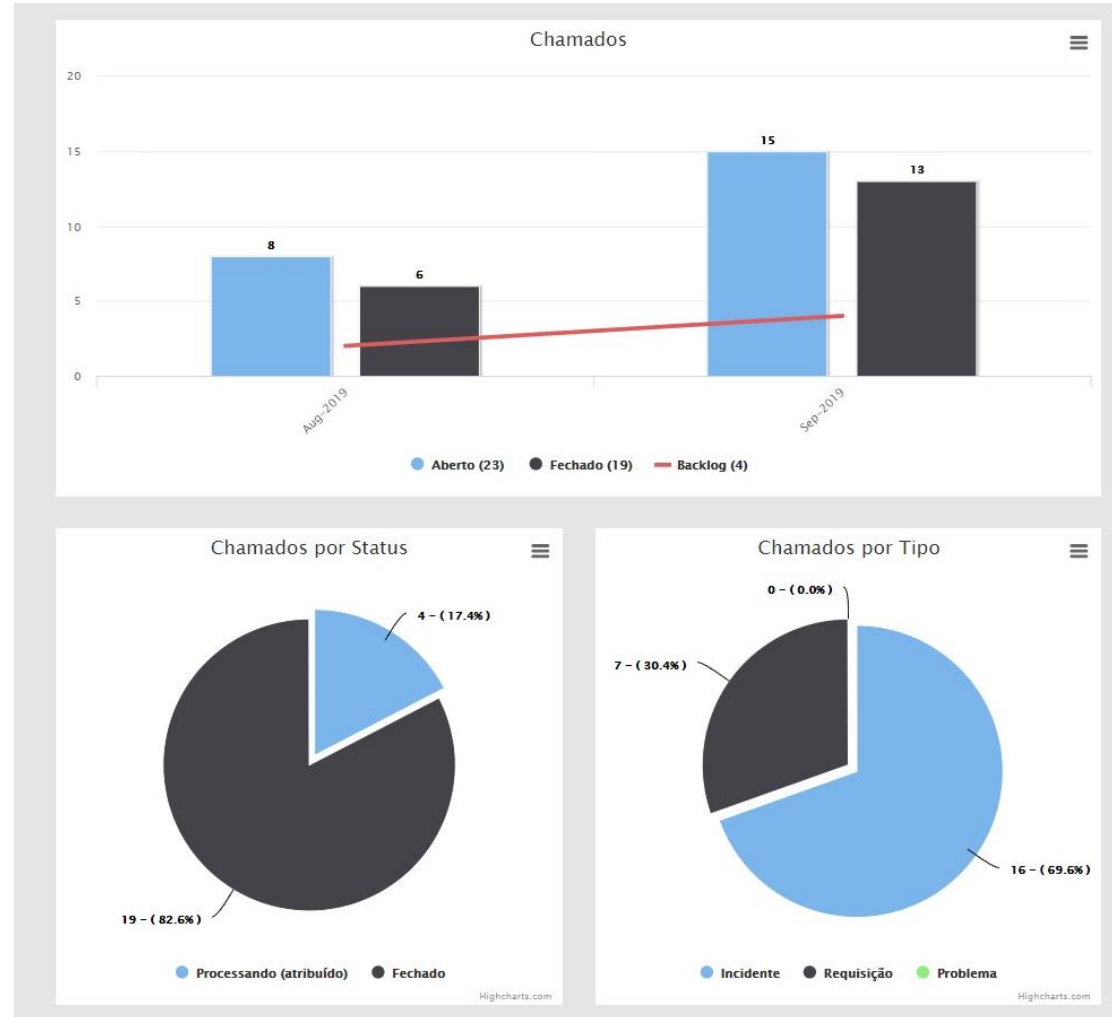 Chamados
20
15
10
5
0
8
6
15
13
Aug-2019
Sep-2019
Aberto (23) Fechado (19) Backlog (4)
Chamados por Status
4 - ( 17.4% )
19 - ( 82.6% )
Processando (atribuído) Fechado
Highcharts.com
Chamados por Tipo
0 - ( 0.0% )
7 - ( 30.4% )
16 - ( 69.6% )
Incidente Requisição Problema
Highcharts.com